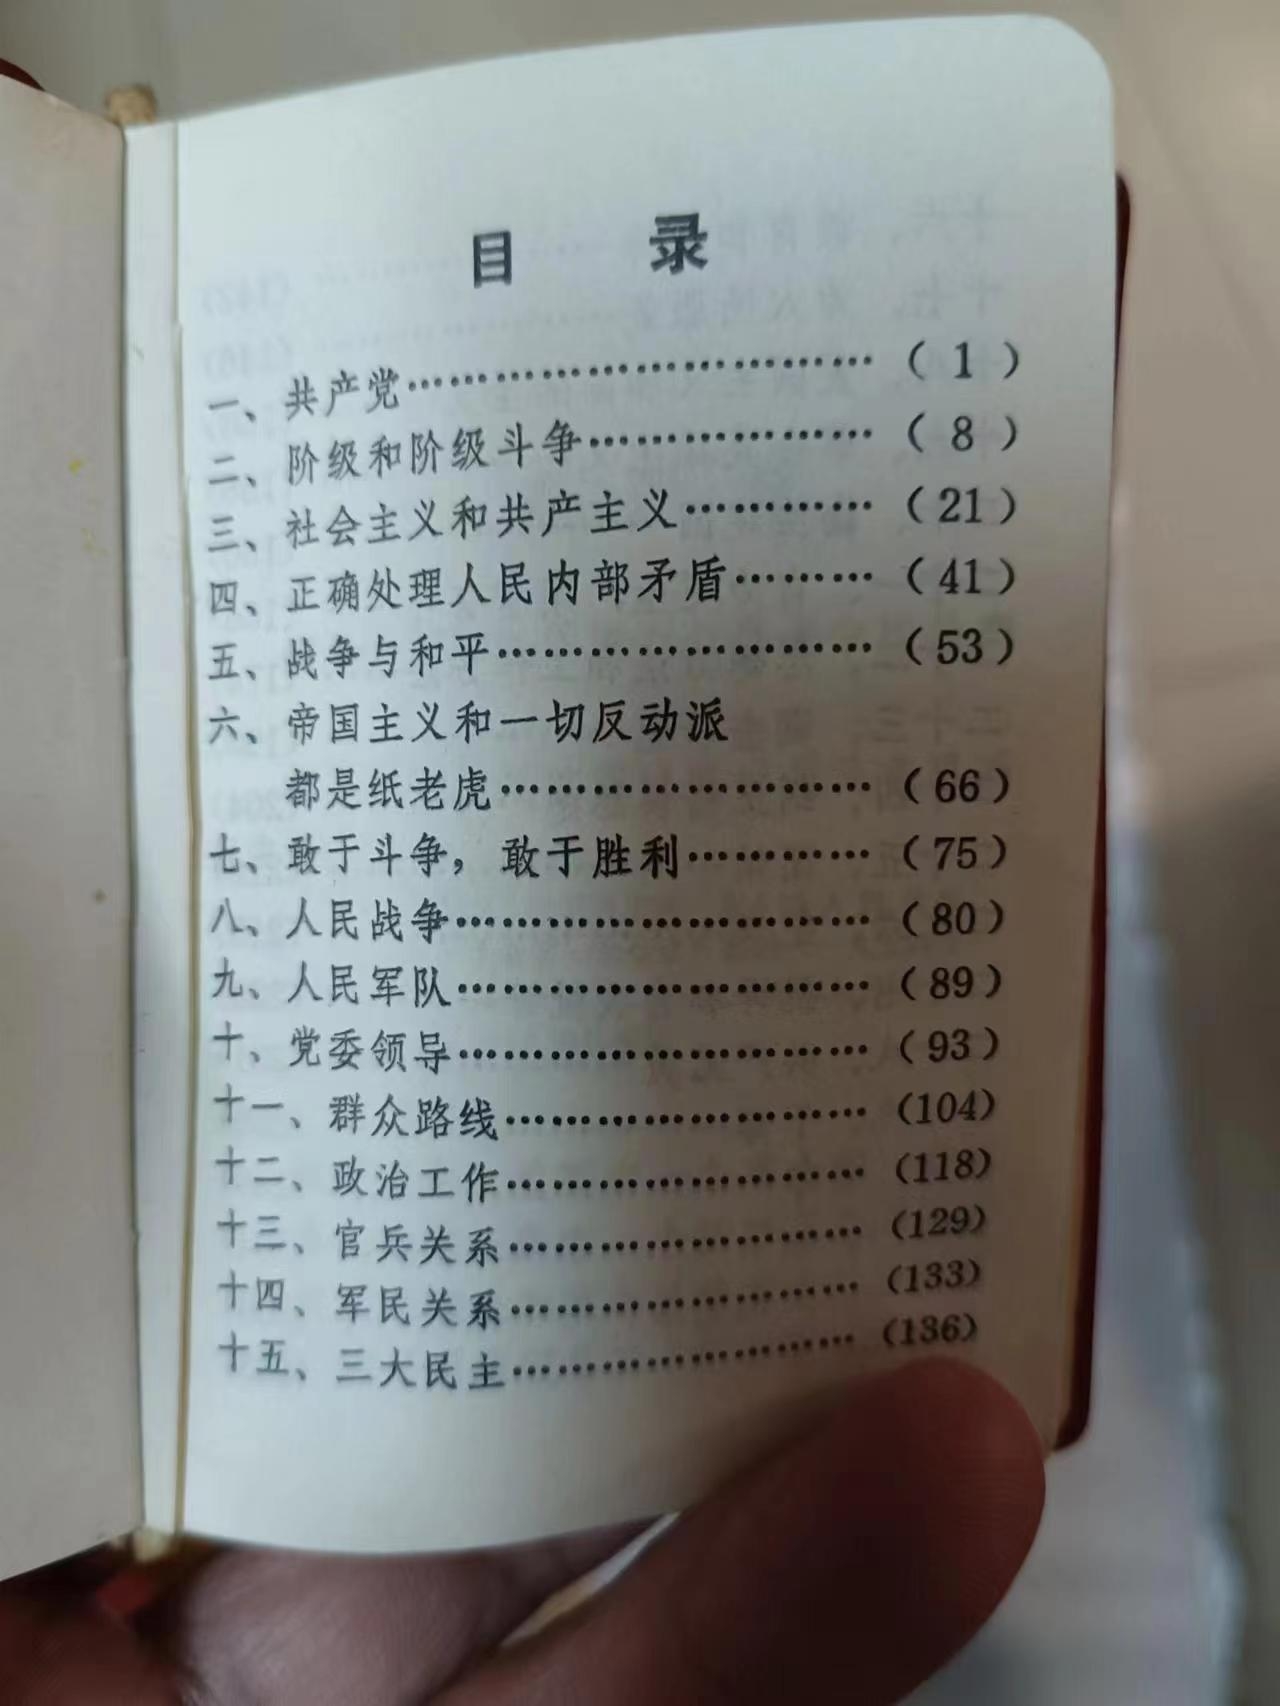 目 录
一、共产党……………………………( 1 )
二、阶级和阶级斗争…………………( 8 )
三、社会主义和共产主义…………( 21 )
四、正确处理人民内部矛盾………( 41 )
五、战争与和平………………………( 53 )
六、帝国主义和一切反动派
都是纸老虎………………………( 66 )
七、敢于斗争，敢于胜利…………( 75 )
八、人民战争…………………………( 80 )
九、人民军队…………………………( 89 )
十、党委领导…………………………( 93 )
十一、群众路线………………………(104)
十二、政治工作………………………(118)
十三、官兵关系………………………(129)
十四、军民关系………………………(133)
十五、三大民主………………………(136)